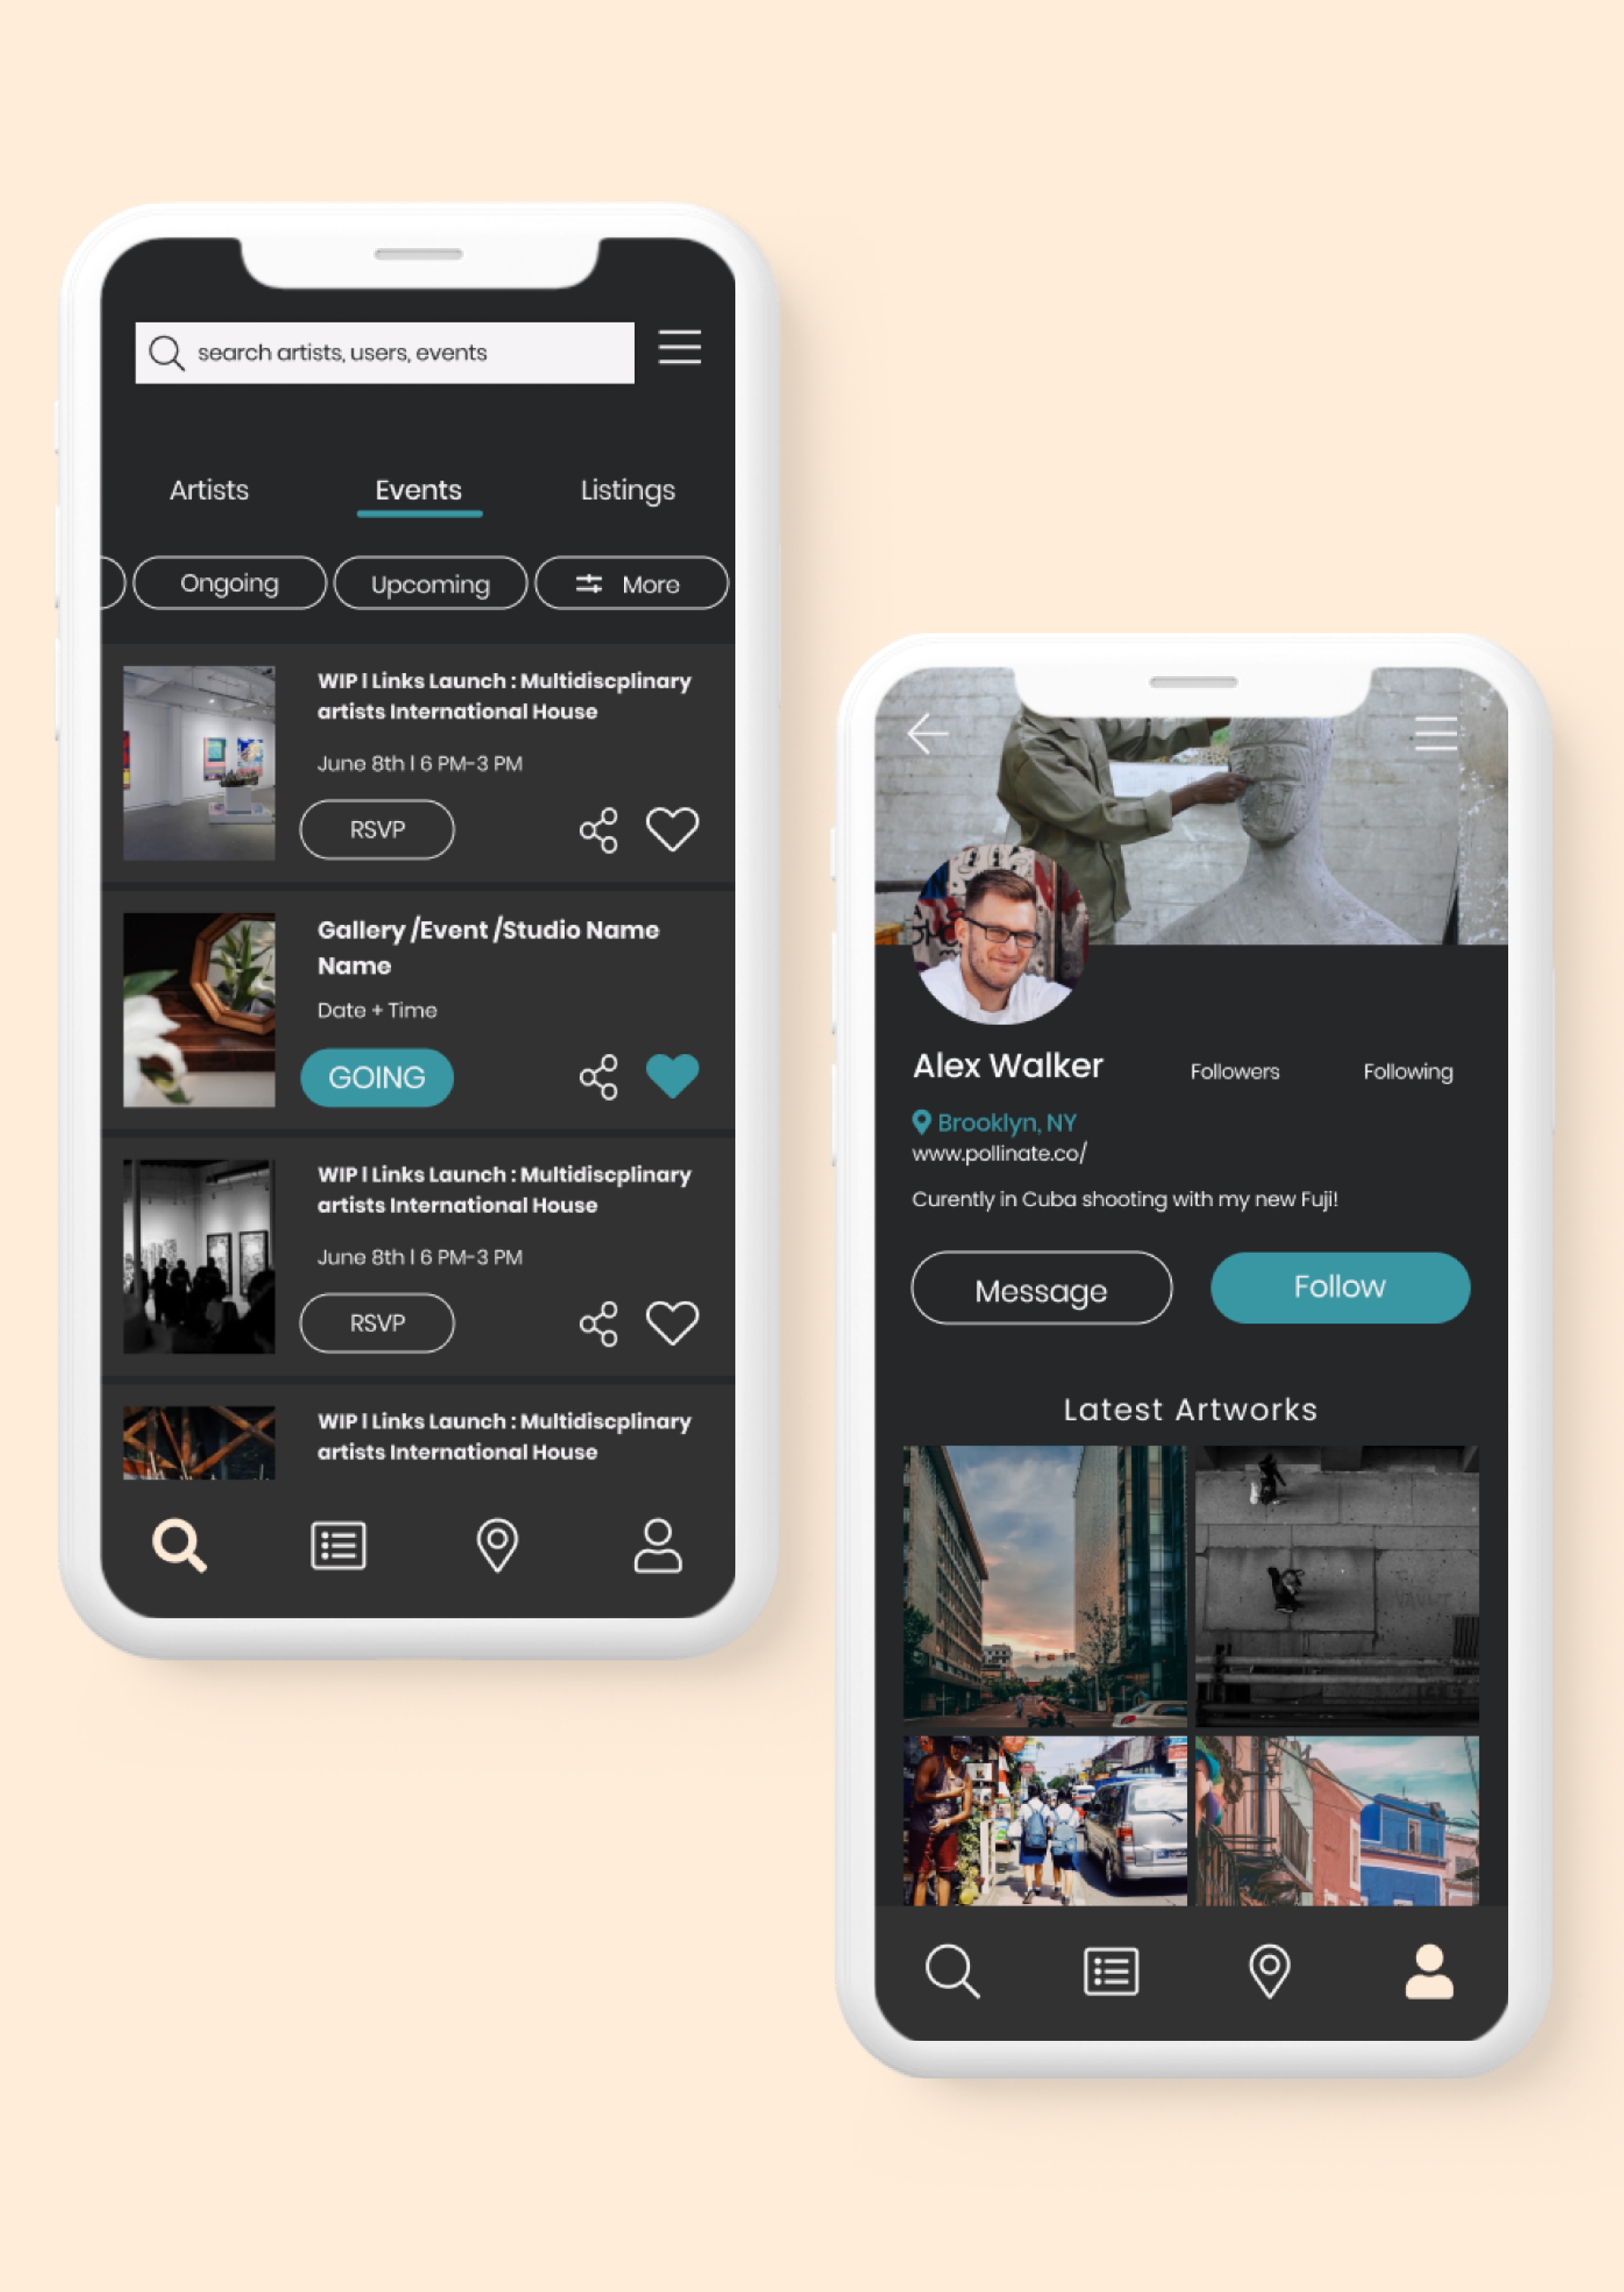 search artists, users, events
Artists
Events
Listings
Ongoing
Upcoming
More
WIP I Links Launch : Multidiscplinary
artists International House
June 8th I 6 PM-3 PM
RSVP
Gallery /Event /Studio Name
Name
Date + Time
GOING
WIP I Links Launch : Multidiscplinary
artists International House
June 8th I 6 PM-3 PM
RSVP
WIP I Links Launch : Multidiscplinary
artists International House
Alex Walker
Followers
Following
Brooklyn, NY
www.pollinate.co/
Curently in Cuba shooting with my new Fuji!
Message
Follow
Latest Artworks
VAULT